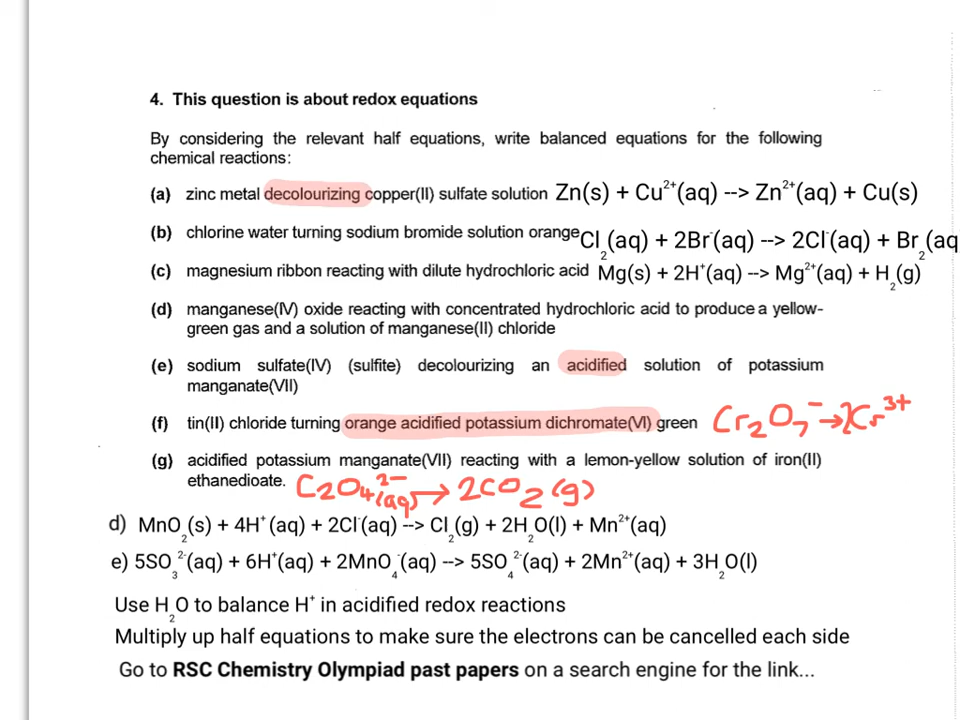 4. This question is about redox equations
By considering the relevant half equations, write balanced equations for the following
chemical reactions:
(a) zinc metal decolourizing copper(II) sulfate solution Zn(s) + Cu²⁺(aq) --> Zn²⁺(aq) + Cu(s)
(b) chlorine water turning sodium bromide solution orange Cl₂(aq) + 2Br⁻(aq) --> 2Cl⁻(aq) + Br₂(aq
(c) magnesium ribbon reacting with dilute hydrochloric acid Mg(s) + 2H⁺(aq) --> Mg²⁺(aq) + H₂(g)
(d) manganese(IV) oxide reacting with concentrated hydrochloric acid to produce a yellow-
green gas and a solution of manganese(II) chloride
(e) sodium sulfate(IV) (sulfite) decolourizing an acidified solution of potassium
manganate(VII)
(f) tin(II) chloride turning orange acidified potassium dichromate(VI) green Cr₂O₇⁻ → 2Cr³⁺
(g) acidified potassium manganate(VII) reacting with a lemon-yellow solution of iron(II)
ethanedioate. C₂O₄²⁻(aq) → 2CO₂(g)
d) MnO₂(s) + 4H⁺(aq) + 2Cl⁻(aq) --> Cl₂(g) + 2H₂O(l) + Mn²⁺(aq)
e) 5SO₃²⁻(aq) + 6H⁺(aq) + 2MnO₄⁻(aq) --> 5SO₄²⁻(aq) + 2Mn²⁺(aq) + 3H₂O(l)
Use H₂O to balance H⁺ in acidified redox reactions
Multiply up half equations to make sure the electrons can be cancelled each side
Go to RSC Chemistry Olympiad past papers on a search engine for the link...